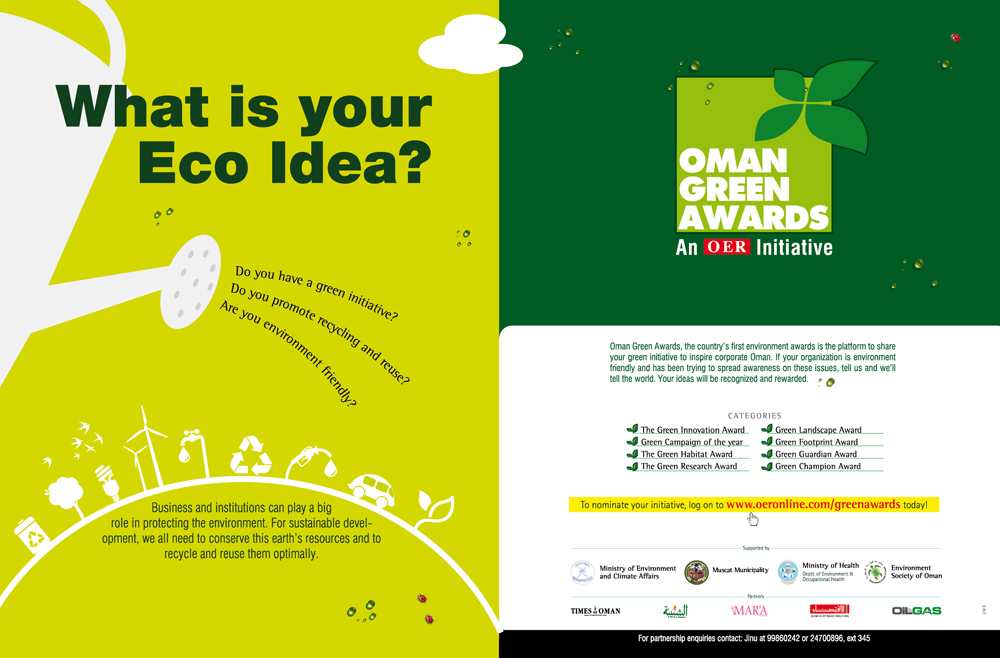 What is your
Eco Idea?
Do you have a green initiative?
Do you promote recycling and reuse?
Are you environment friendly?
Business and institutions can play a big
role in protecting the environment. For sustainable devel-
opment, we all need to conserve this earth's resources and to
recycle and reuse them optimally.
OMAN
GREEN
AWARDS
An OER Initiative
Oman Green Awards, the country's first environment awards is the platform to share
your green initiative to inspire corporate Oman. If your organization is environment
friendly and has been trying to spread awareness on these issues, tell us and we'll
tell the world. Your ideas will be recognized and rewarded.
CATEGORIES
The Green Innovation Award
Green Campaign of the year
The Green Habitat Award
The Green Research Award
Green Landscape Award
Green Footprint Award
Green Guardian Award
Green Champion Award
To nominate your initiative, log on to www.oeronline.com/greenawards today!
Supported by
Ministry of Environment
and Climate Affairs
Muscat Municipality
Ministry of Health
Deptt. of Environment &
Occupational Health
Environment
Society of Oman
Partners
TIMES OF OMAN
الشبيبة
MAR'A
OILGAS
For partnership enquiries contact: Jinu at 99860242 or 24700896, ext 345